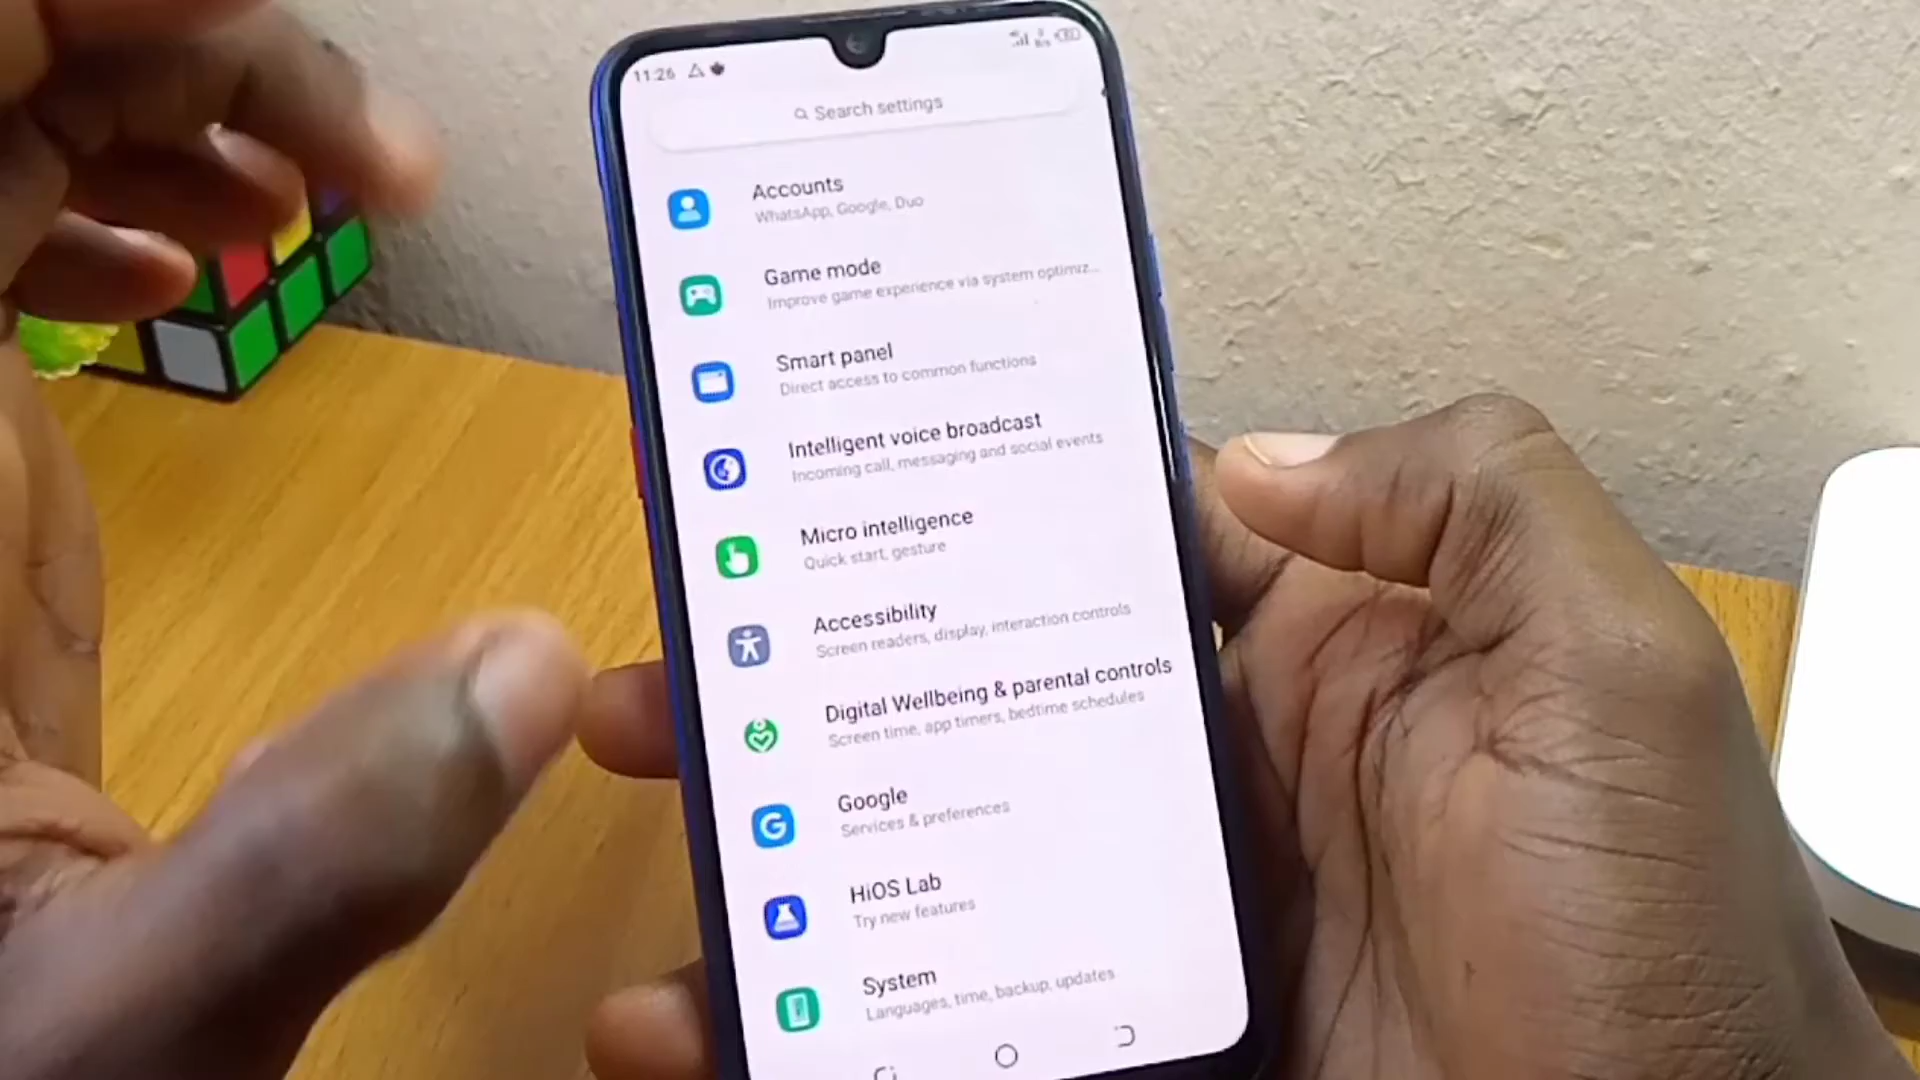 11:26
Search settings
Accounts
WhatsApp, Google, Duo
Game mode
Improve game experience via system optimiz...
Smart panel
Direct access to common functions
Intelligent voice broadcast
Incoming call, messaging and social events
Micro intelligence
Quick start, gesture
Accessibility
Screen readers, display, interaction controls
Digital Wellbeing & parental controls
Screen time, app timers, bedtime schedules
Google
Services & preferences
HiOS Lab
Try new features
System
Languages, time, backup, updates